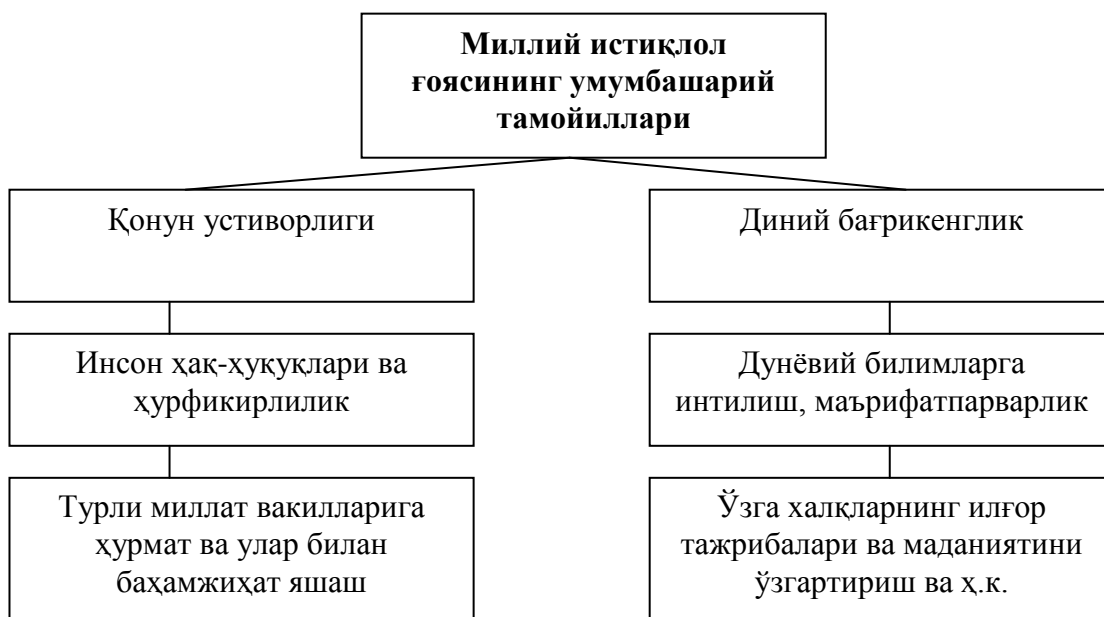 Миллий истиқлол
ғоясининг умумбашарий
тамойиллари
Қонун устиворлиги
Диний бағрикенглик
Инсон ҳақ-ҳуқуқлари ва
ҳурфикирлилик
Дунёвий билимларга
интилиш, маърифатпарварлик
Турли миллат вакилларига
ҳурмат ва улар билан
баҳамжиҳат яшаш
Ўзга халқларнинг илғор
тажрибалари ва маданиятини
ўзгартириш ва ҳ.к.